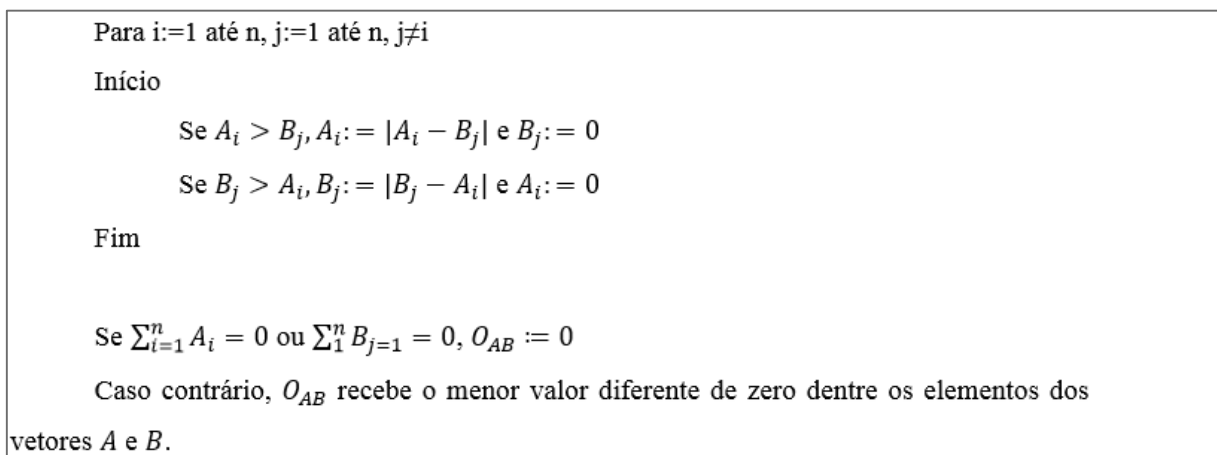 Para i:=1 até n, j:=1 até n, j≠i
Início
Se $A_i > B_j, A_i := |A_i - B_j|$ e $B_j := 0$
Se $B_j > A_i, B_j := |B_j - A_i|$ e $A_i := 0$
Fim
Se $\sum_{i=1}^{n} A_i = 0$ ou $\sum_{1}^{n} B_{j=1} = 0$, $O_{AB} := 0$
Caso contrário, $O_{AB}$ recebe o menor valor diferente de zero dentre os elementos dos
vetores $A$ e $B$.